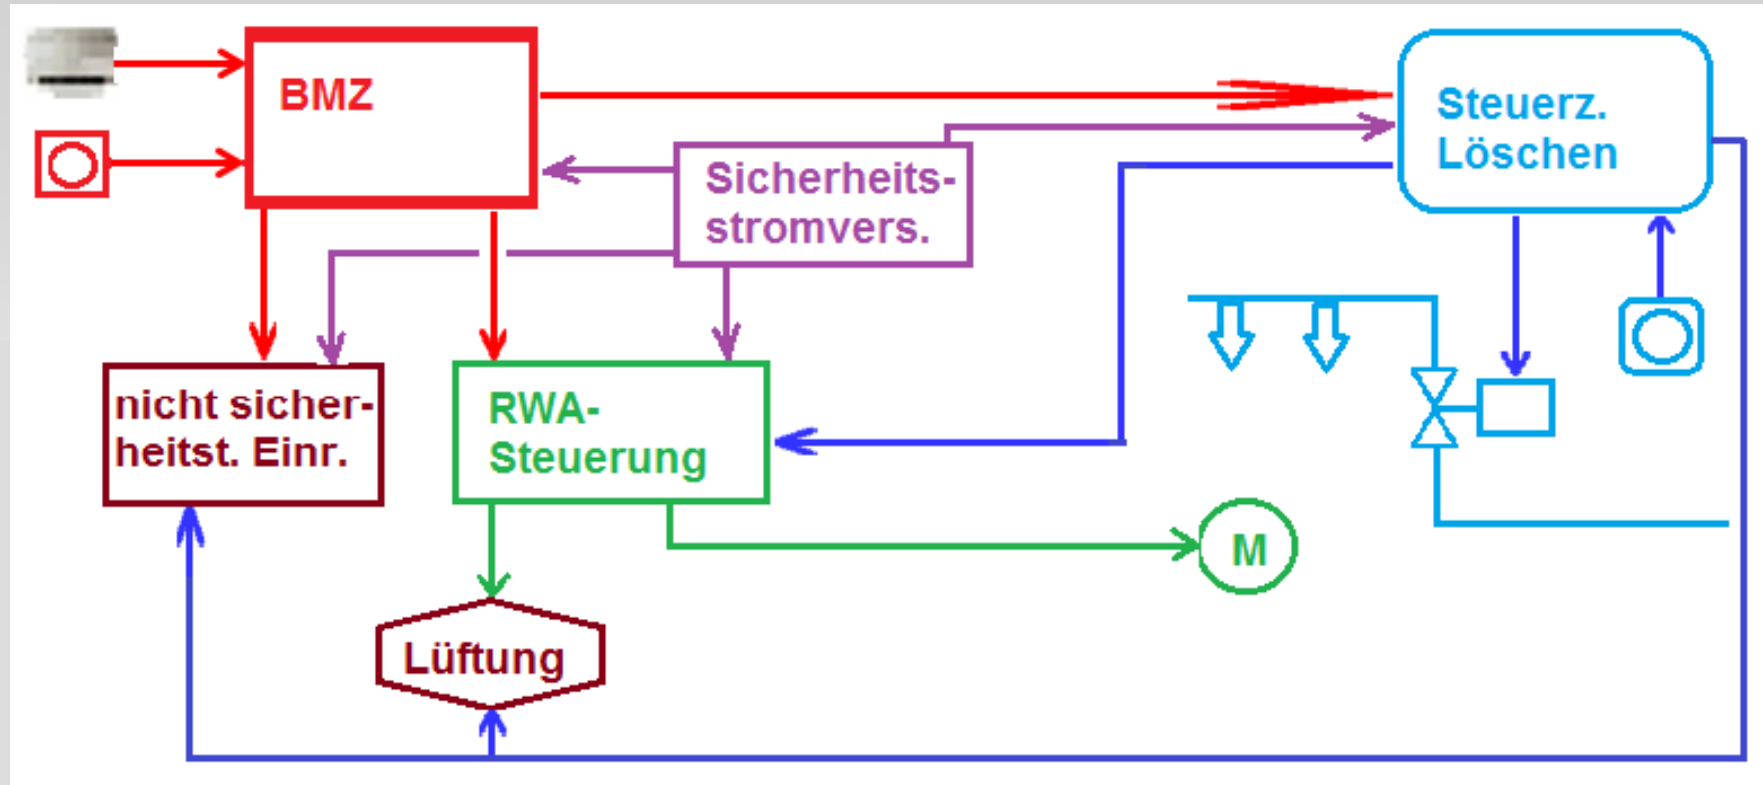 BMZ
Steuerz.
Löschen
Sicherheits-
stromvers.
nicht sicher-
heitst. Einr.
RWA-
Steuerung
M
Lüftung